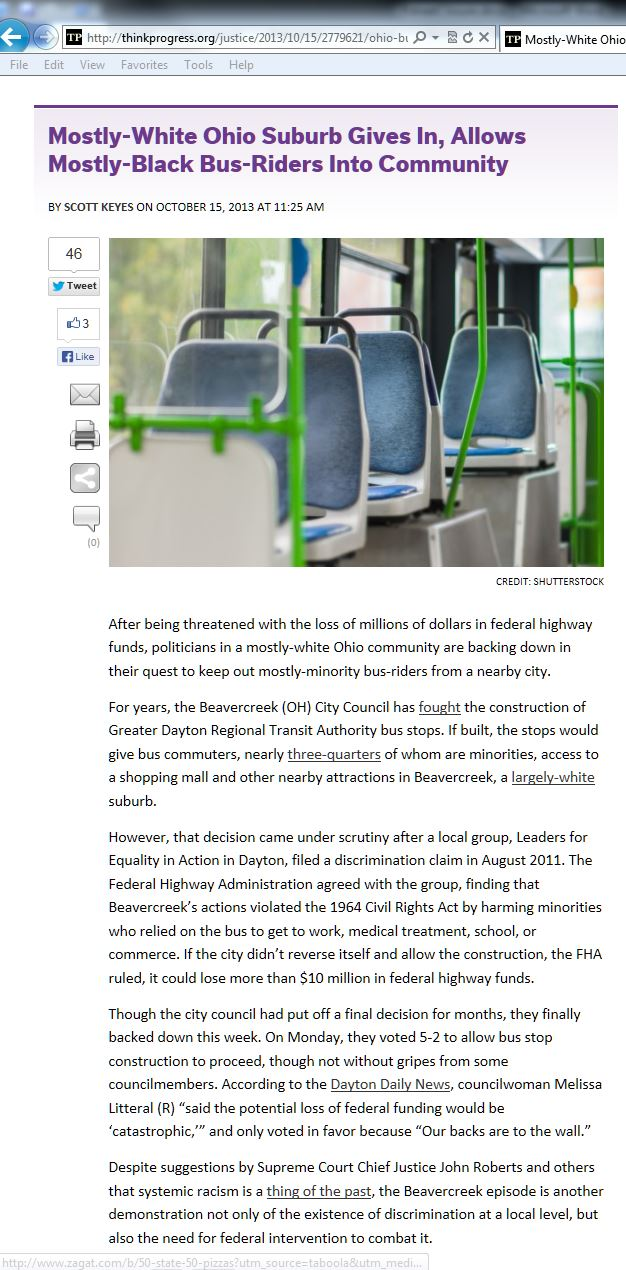 TP http://thinkprogress.org/justice/2013/10/15/2779621/ohio-bu
TP Mostly-White Ohio
File Edit View Favorites Tools Help
Mostly-White Ohio Suburb Gives In, Allows
Mostly-Black Bus-Riders Into Community
BY SCOTT KEYES ON OCTOBER 15, 2013 AT 11:25 AM
46
Tweet
3
Like
(0)
CREDIT: SHUTTERSTOCK
After being threatened with the loss of millions of dollars in federal highway
funds, politicians in a mostly-white Ohio community are backing down in
their quest to keep out mostly-minority bus-riders from a nearby city.
For years, the Beavercreek (OH) City Council has fought the construction of
Greater Dayton Regional Transit Authority bus stops. If built, the stops would
give bus commuters, nearly three-quarters of whom are minorities, access to
a shopping mall and other nearby attractions in Beavercreek, a largely-white
suburb.
However, that decision came under scrutiny after a local group, Leaders for
Equality in Action in Dayton, filed a discrimination claim in August 2011. The
Federal Highway Administration agreed with the group, finding that
Beavercreek's actions violated the 1964 Civil Rights Act by harming minorities
who relied on the bus to get to work, medical treatment, school, or
commerce. If the city didn't reverse itself and allow the construction, the FHA
ruled, it could lose more than $10 million in federal highway funds.
Though the city council had put off a final decision for months, they finally
backed down this week. On Monday, they voted 5-2 to allow bus stop
construction to proceed, though not without gripes from some
councilmembers. According to the Dayton Daily News, councilwoman Melissa
Litteral (R) “said the potential loss of federal funding would be
‘catastrophic,’” and only voted in favor because “Our backs are to the wall.”
Despite suggestions by Supreme Court Chief Justice John Roberts and others
that systemic racism is a thing of the past, the Beavercreek episode is another
demonstration not only of the existence of discrimination at a local level, but
also the need for federal intervention to combat it.
http://www.zagat.com/b/50-state-50-pizzas?utm_source=taboola&utm_medi...